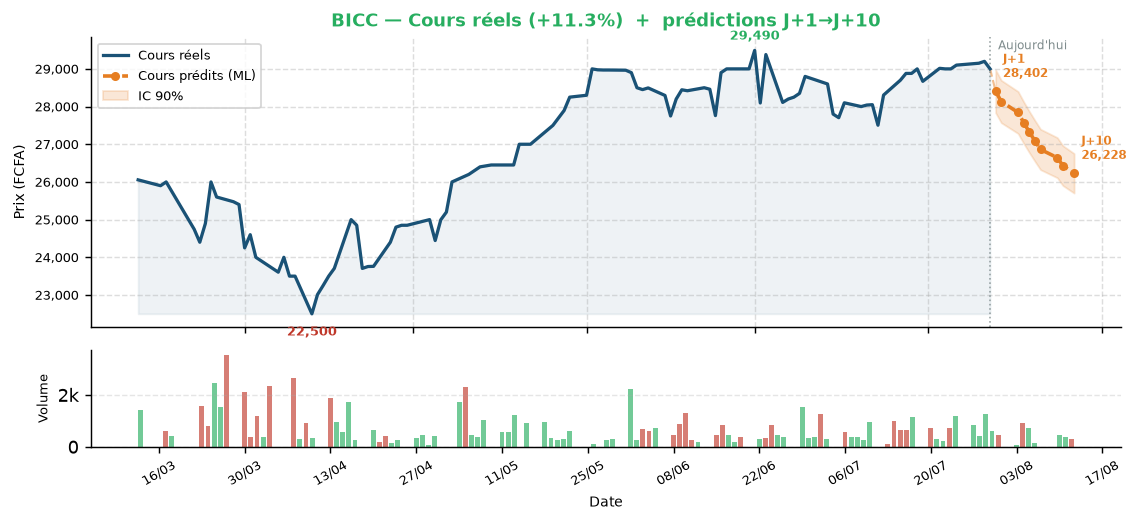 BICC — Cours réels (+11.3%)  +  prédictions J+1→J+10
29,490
Aujourd'hui
Cours réels
Cours prédits (ML)
IC 90%
J+1
28,402
J+10
26,228
22,500
Prix (FCFA)
29,000
28,000
27,000
26,000
25,000
24,000
23,000
Volume
2k
0
16/03
30/03
13/04
27/04
11/05
25/05
08/06
22/06
06/07
20/07
03/08
17/08
Date